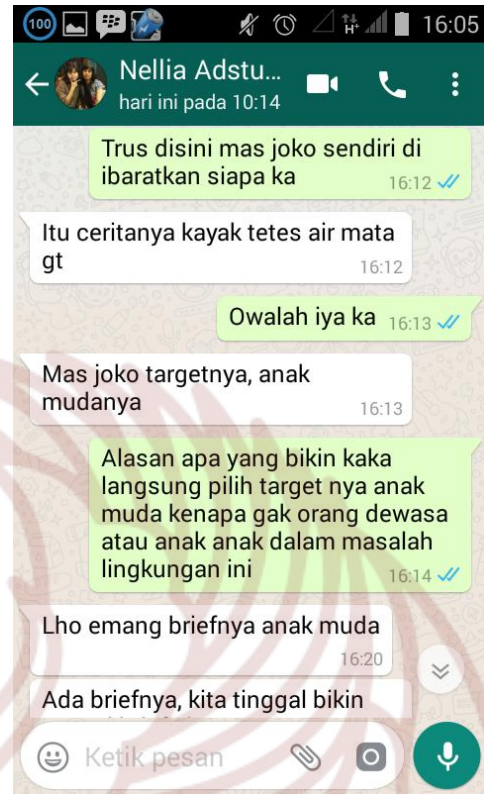 100 H+ 16:05
Nellia Adstu...
hari ini pada 10:14
Trus disini mas joko sendiri di
ibaratkan siapa ka 16:12
Itu ceritanya kayak tetes air mata
gt 16:12
Owalah iya ka 16:13
Mas joko targetnya, anak
mudanya 16:13
Alasan apa yang bikin kaka
langsung pilih target nya anak
muda kenapa gak orang dewasa
atau anak anak dalam masalah
lingkungan ini 16:14
Lho emang briefnya anak muda
16:20
Ada briefnya, kita tinggal bikin
Ketik pesan